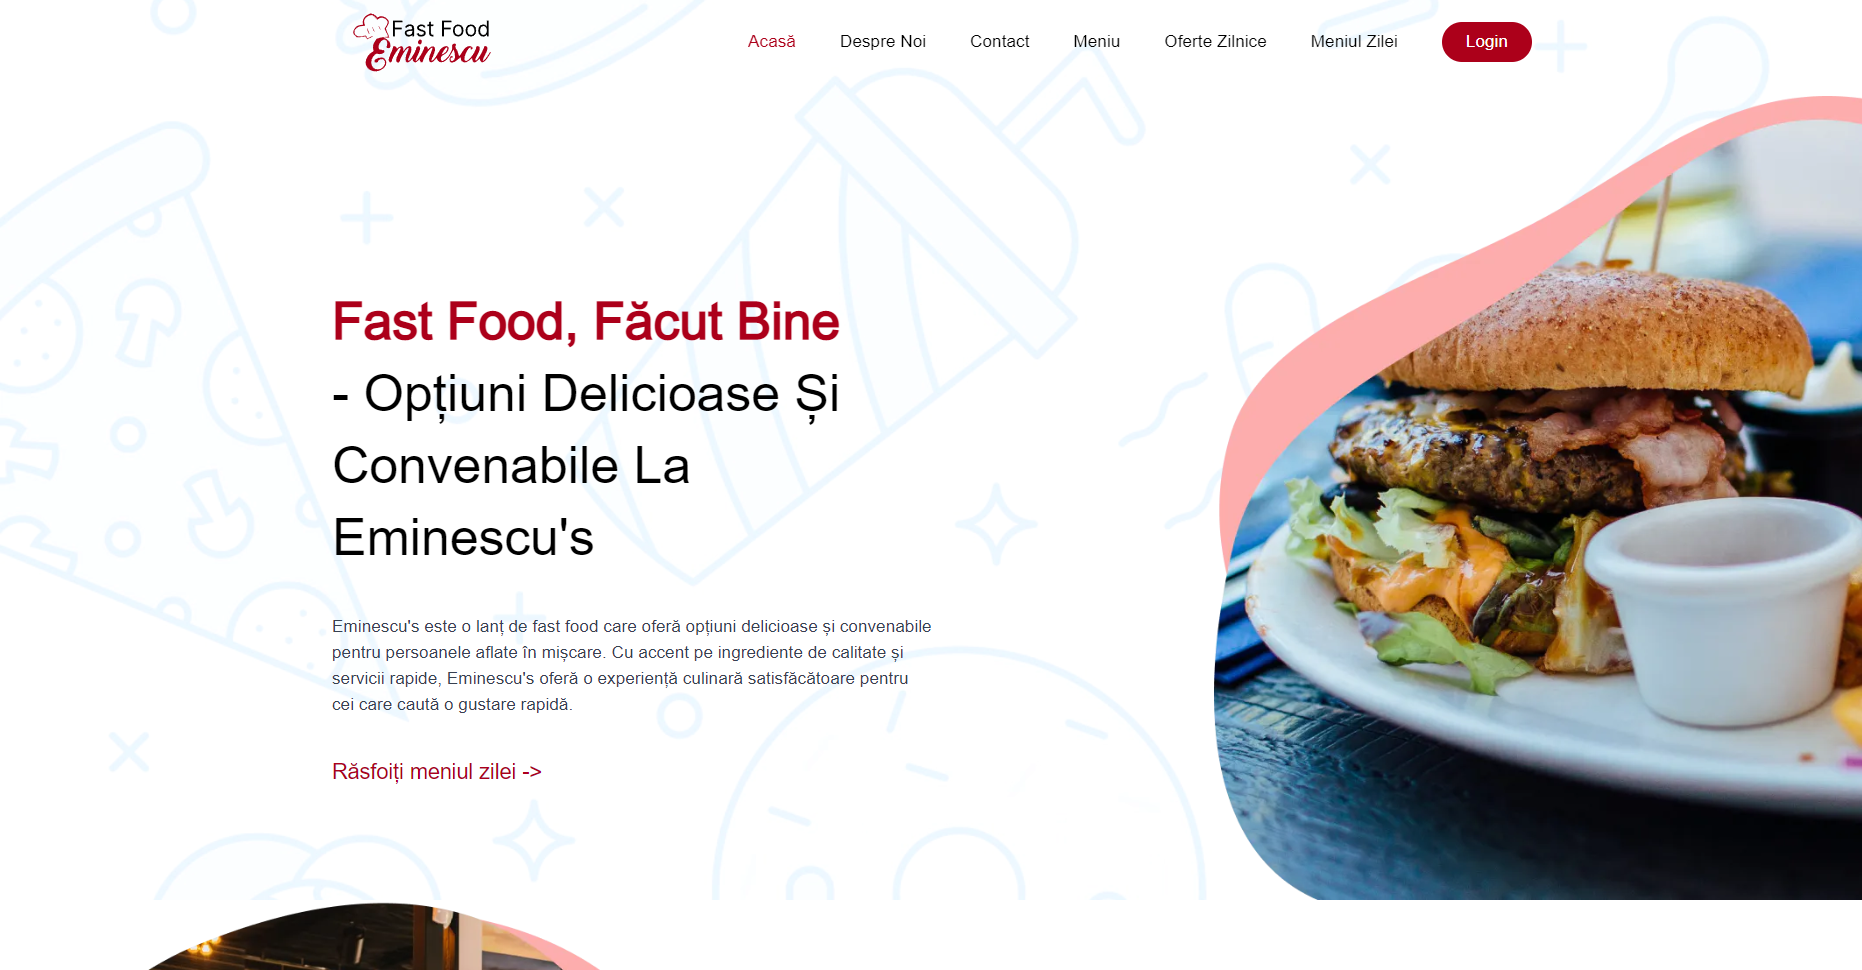 Fast Food
Eminescu
Acasă
Despre Noi
Contact
Meniu
Oferte Zilnice
Meniul Zilei
Login
Fast Food, Făcut Bine
- Opțiuni Delicioase Și
Convenabile La
Eminescu's
Eminescu's este o lanț de fast food care oferă opțiuni delicioase și convenabile
pentru persoanele aflate în mișcare. Cu accent pe ingrediente de calitate și
servicii rapide, Eminescu's oferă o experiență culinară satisfăcătoare pentru
cei care caută o gustare rapidă.
Răsfoiți meniul zilei ->